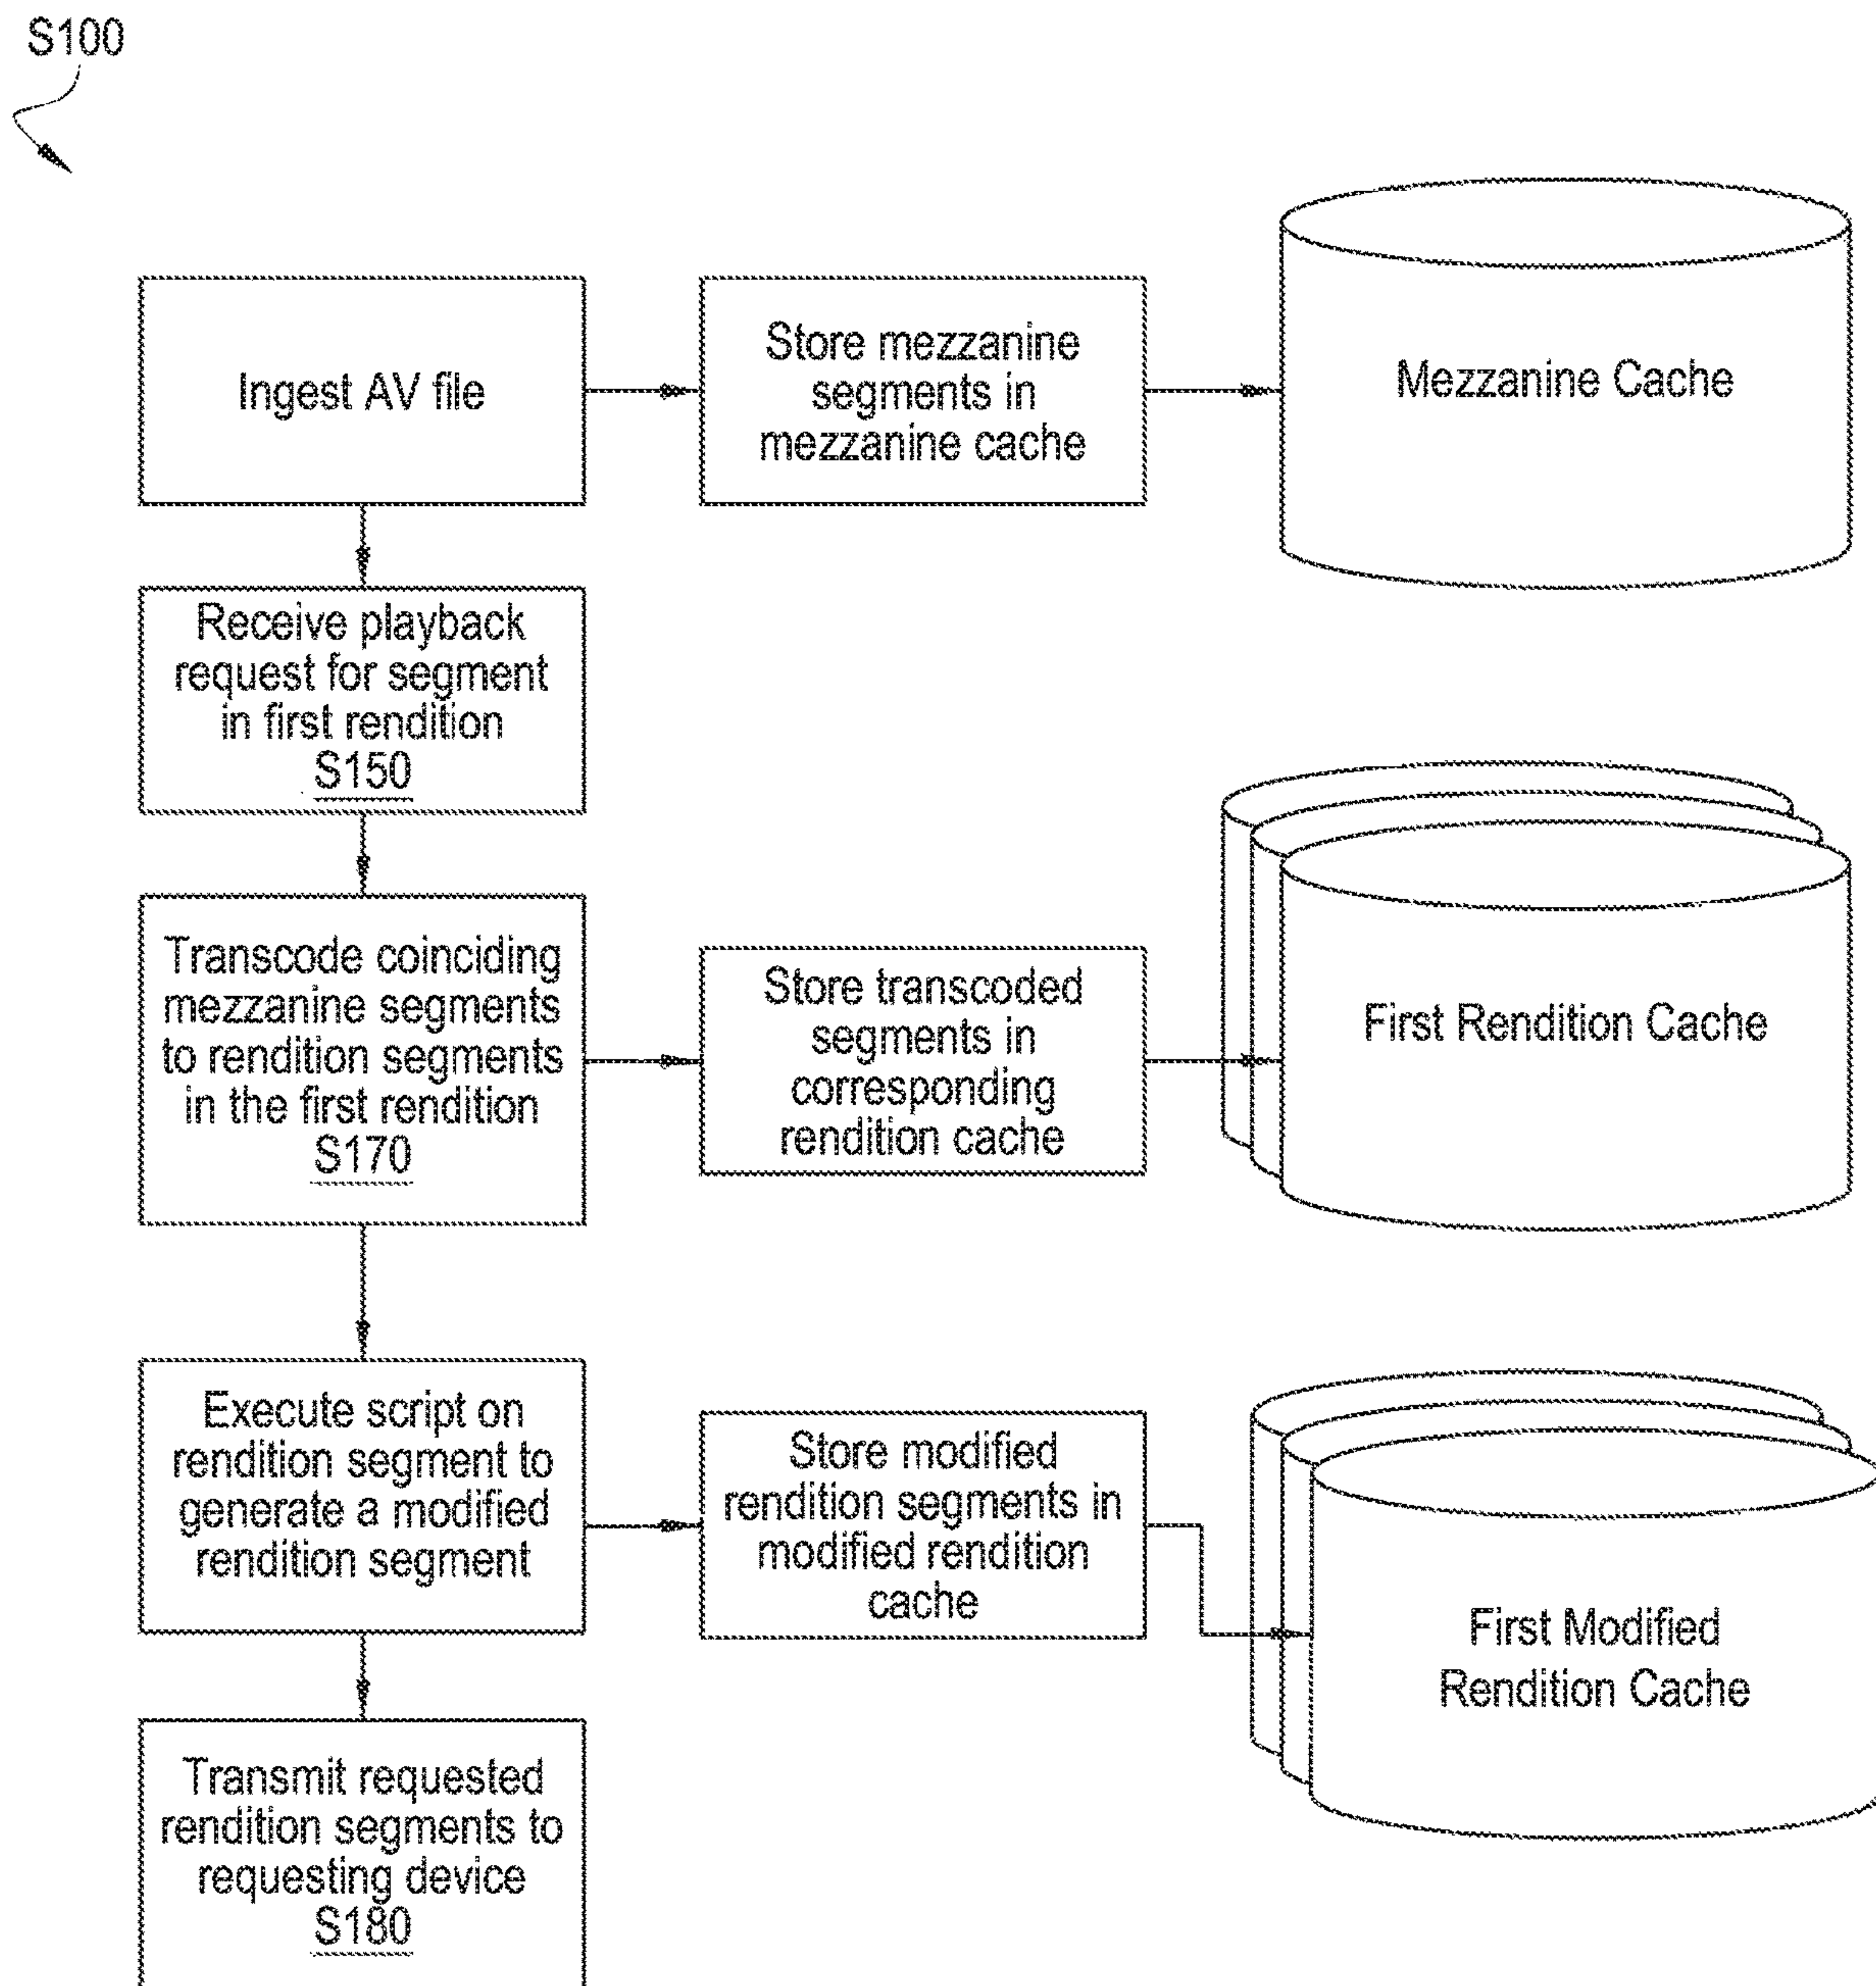 S100
Ingest AV file
Store mezzanine
segments in
mezzanine cache
Mezzanine Cache
Receive playback
request for segment
in first rendition
S150
Transcode coinciding
mezzanine segments
to rendition segments
in the first rendition
S170
Store transcoded
segments in
corresponding
rendition cache
First Rendition Cache
Execute script on
rendition segment to
generate a modified
rendition segment
Store modified
rendition segments in
modified rendition
cache
First Modified
Rendition Cache
Transmit requested
rendition segments to
requesting device
S180